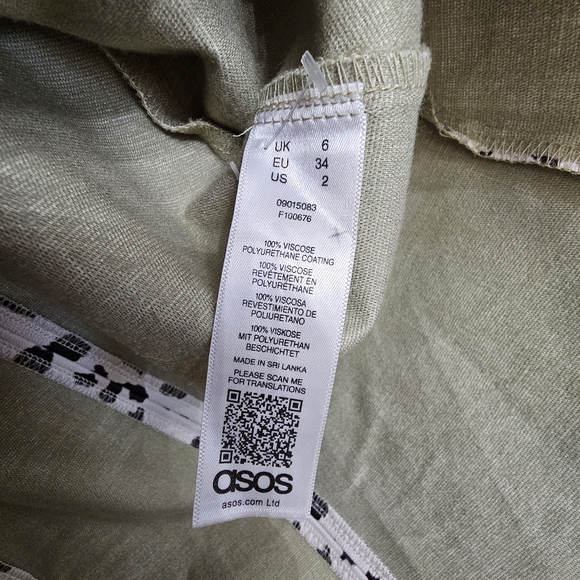 UK 6
EU 34
US 2
09015083
F100676
100% VISCOSE
POLYURETHANE COATING
100% VISCOSE
REVÊTEMENT EN
POLYURÉTHANE
100% VISCOSA
REVESTIMIENTO DE
POLIURETANO
100% VISKOSE
MIT POLYURETHAN
BESCHICHTET
MADE IN SRI LANKA
PLEASE SCAN ME
FOR TRANSLATIONS
asos
asos.com Ltd